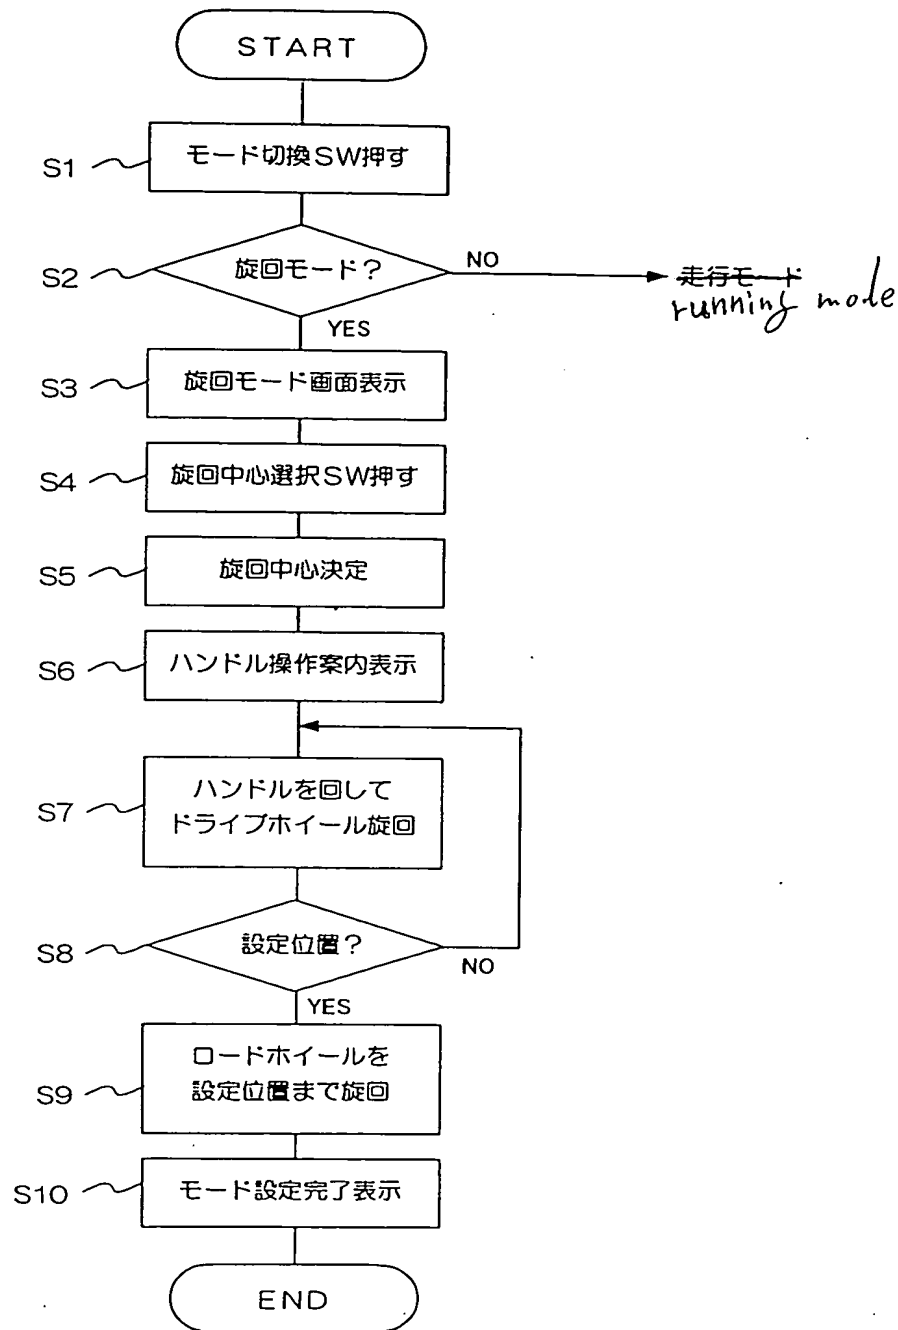 START
S1
モード切換SW押す
S2
旋回モード?
NO
走行モード
running mode
YES
S3
旋回モード画面表示
S4
旋回中心選択SW押す
S5
旋回中心決定
S6
ハンドル操作案内表示
S7
ハンドルを回して
ドライブホイール旋回
S8
設定位置?
NO
YES
S9
ロードホイールを
設定位置まで旋回
S10
モード設定完了表示
END